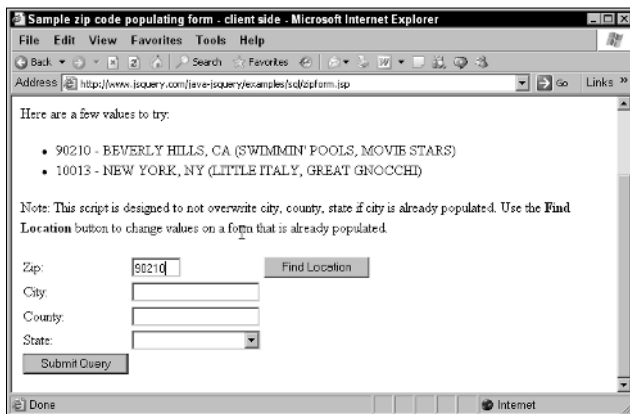 Sample zip code populating form - client side - Microsoft Internet Explorer
File Edit View Favorites Tools Help
Back Search Favorites
Address http://www.jsquery.com/java-jsquery/examples/sql/zipform.jsp Go Links »
Here are a few values to try:
• 90210 - BEVERLY HILLS, CA (SWIMMIN' POOLS, MOVIE STARS)
• 10013 - NEW YORK, NY (LITTLE ITALY, GREAT GNOCCHI)
Note: This script is designed to not overwrite city, county, state if city is already populated. Use the Find
Location button to change values on a form that is already populated.
Zip: 90210 Find Location
City:
County:
State:
Submit Query
Done Internet